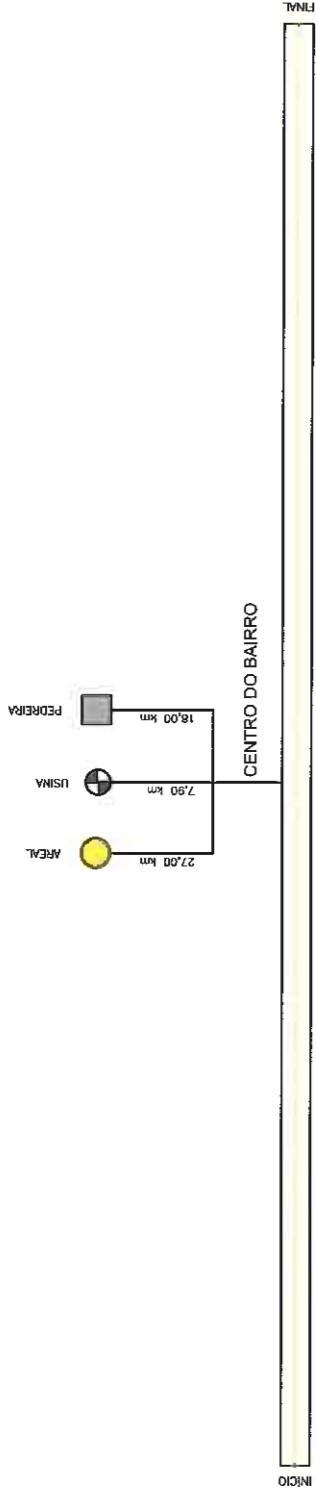 FINAL
CENTRO DO BAIRRO
PEDREIRA
18,00 km
USINA
7,90 km
AREAL
27,00 km
INÍCIO